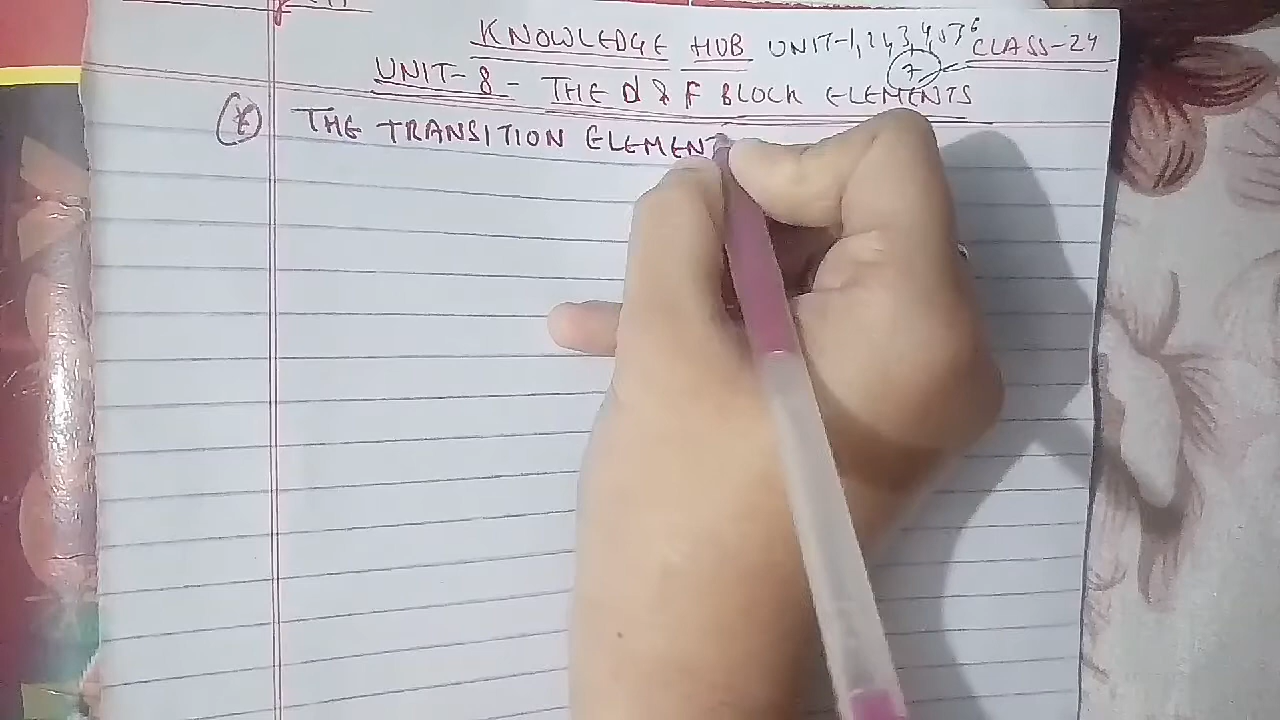 KNOWLEDGE HUB UNIT-1,2,3,4,5,6 CLASS-24
7
UNIT-8- THE d & F BLOCK ELEMENTS
* THE TRANSITION ELEMENT